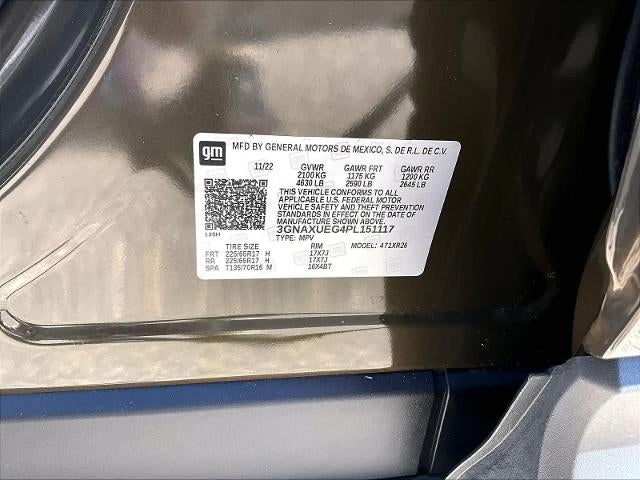 gm MFD BY GENERAL MOTORS DE MEXICO, S. DE R.L. DE C.V.
11/22 GVWR GAWR FRT GAWR RR
2100 KG 1175 KG 1200 KG
4630 LB 2590 LB 2645 LB
THIS VEHICLE CONFORMS TO ALL
APPLICABLE U.S. FEDERAL MOTOR
VEHICLE SAFETY AND THEFT PREVENTION
STANDARDS IN EFFECT ON THE DATE OF
MANUFACTURE SHOWN ABOVE.
3GNAXUEG4PL151117
TYPE: MPV MODEL: 471XR26
TIRE SIZE RIM
FRT 225/65R17 H 17X7J
RR 225/65R17 H 17X7J
SPA T135/70R16 M 16X4BT